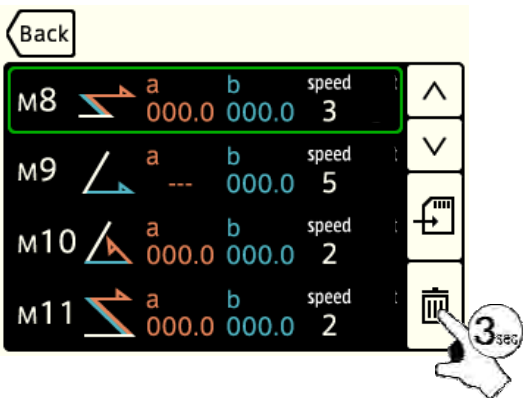 Back
M8 a 000.0 b 000.0 speed 3 t
M9 a --- b 000.0 speed 5 t
M10 a 000.0 b 000.0 speed 2 t
M11 a 000.0 b 000.0 speed 2 t
3sec